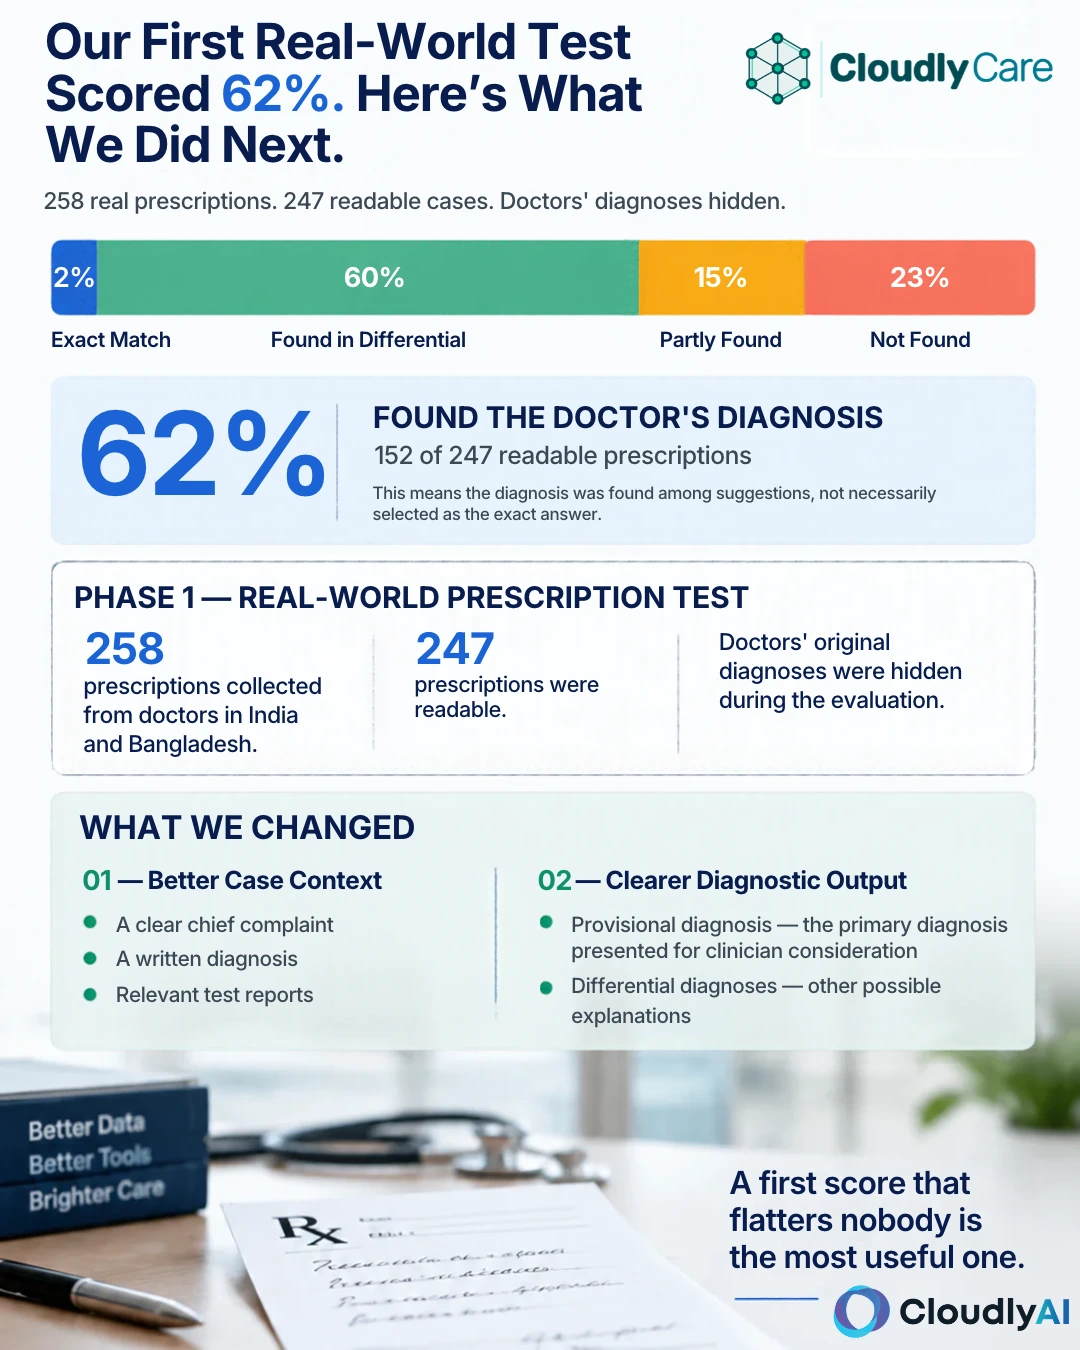 Our First Real-World Test
Scored 62%. Here's What
We Did Next.
Cloudly Care
258 real prescriptions. 247 readable cases. Doctors' diagnoses hidden.
2%
60%
15%
23%
Exact Match
Found in Differential
Partly Found
Not Found
62%
FOUND THE DOCTOR'S DIAGNOSIS
152 of 247 readable prescriptions
This means the diagnosis was found among suggestions, not necessarily
selected as the exact answer.
PHASE 1 — REAL-WORLD PRESCRIPTION TEST
258
prescriptions collected
from doctors in India
and Bangladesh.
247
prescriptions were
readable.
Doctors' original
diagnoses were hidden
during the evaluation.
WHAT WE CHANGED
01 — Better Case Context
A clear chief complaint
A written diagnosis
Relevant test reports
02 — Clearer Diagnostic Output
Provisional diagnosis — the primary diagnosis
presented for clinician consideration
Differential diagnoses — other possible
explanations
Better Data
Better Tools
Brighter Care
Rx
A first score that
flatters nobody is
the most useful one.
CloudlyAI